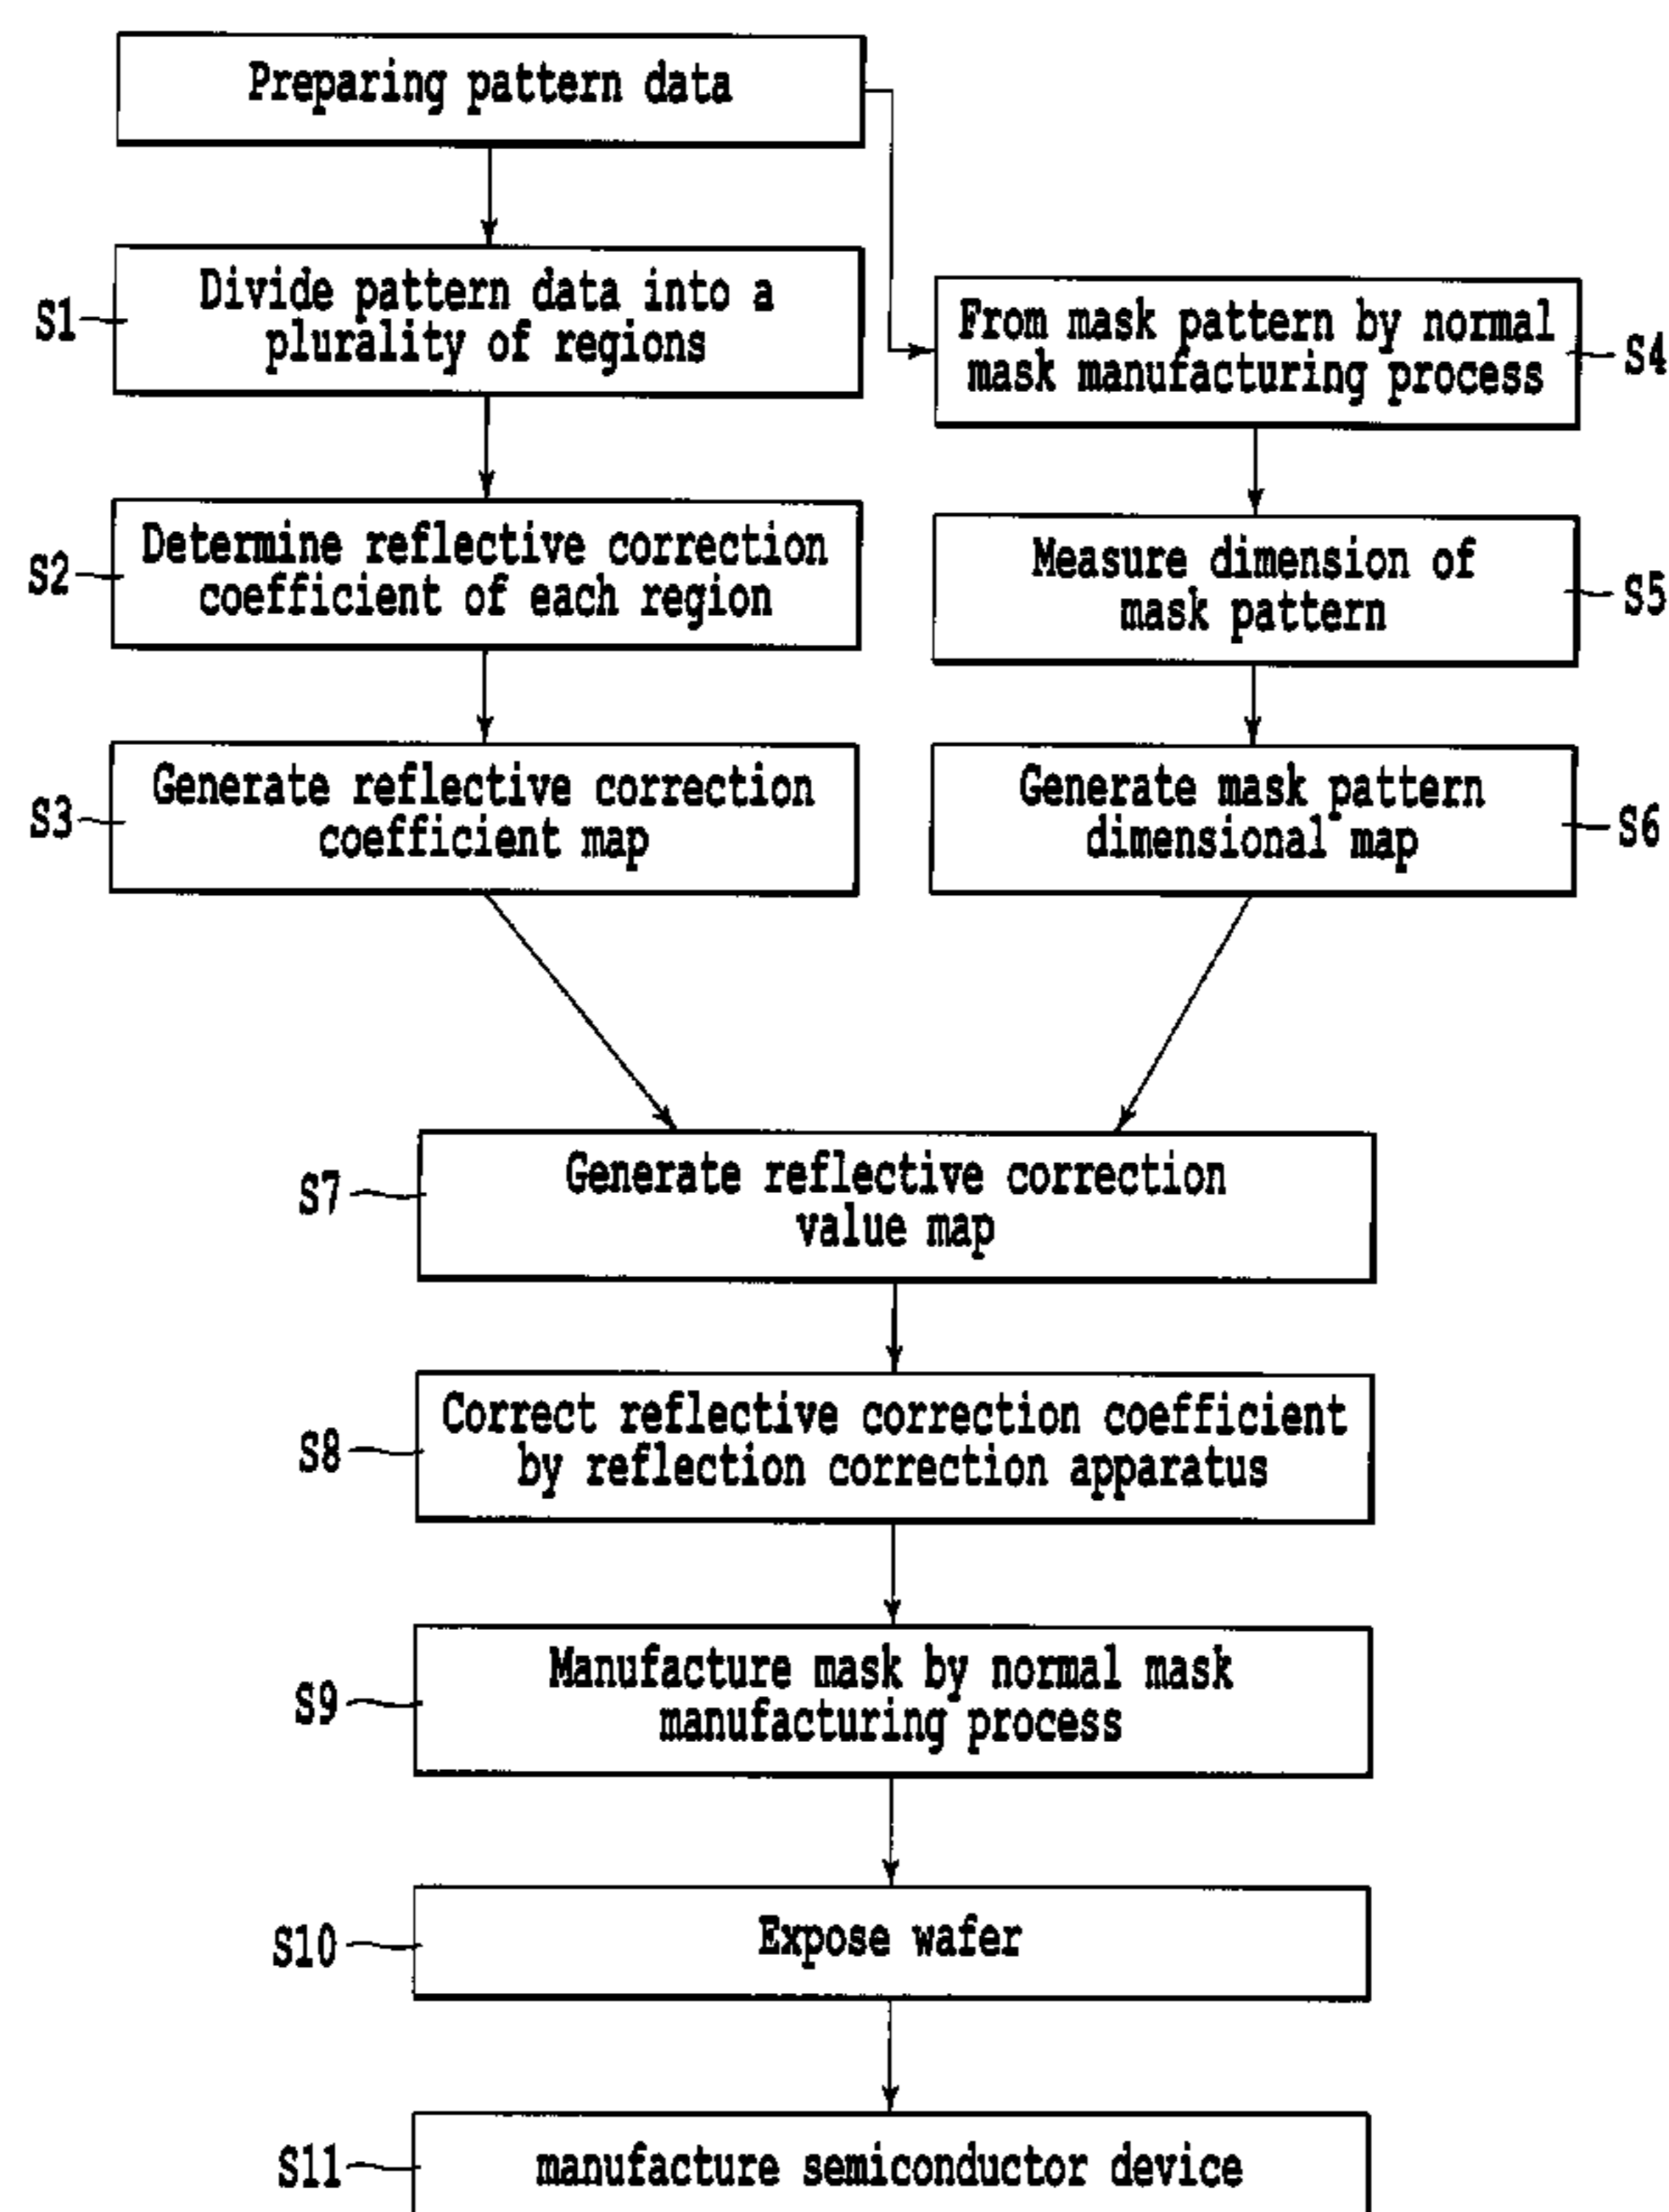 Preparing pattern data
S1
Divide pattern data into a
plurality of regions
S2
Determine reflective correction
coefficient of each region
S3
Generate reflective correction
coefficient map
From mask pattern by normal
mask manufacturing process
S4
Measure dimension of
mask pattern
S5
Generate mask pattern
dimensional map
S6
S7
Generate reflective correction
value map
S8
Correct reflective correction coefficient
by reflection correction apparatus
S9
Manufacture mask by normal mask
manufacturing process
S10
Expose wafer
S11
manufacture semiconductor device